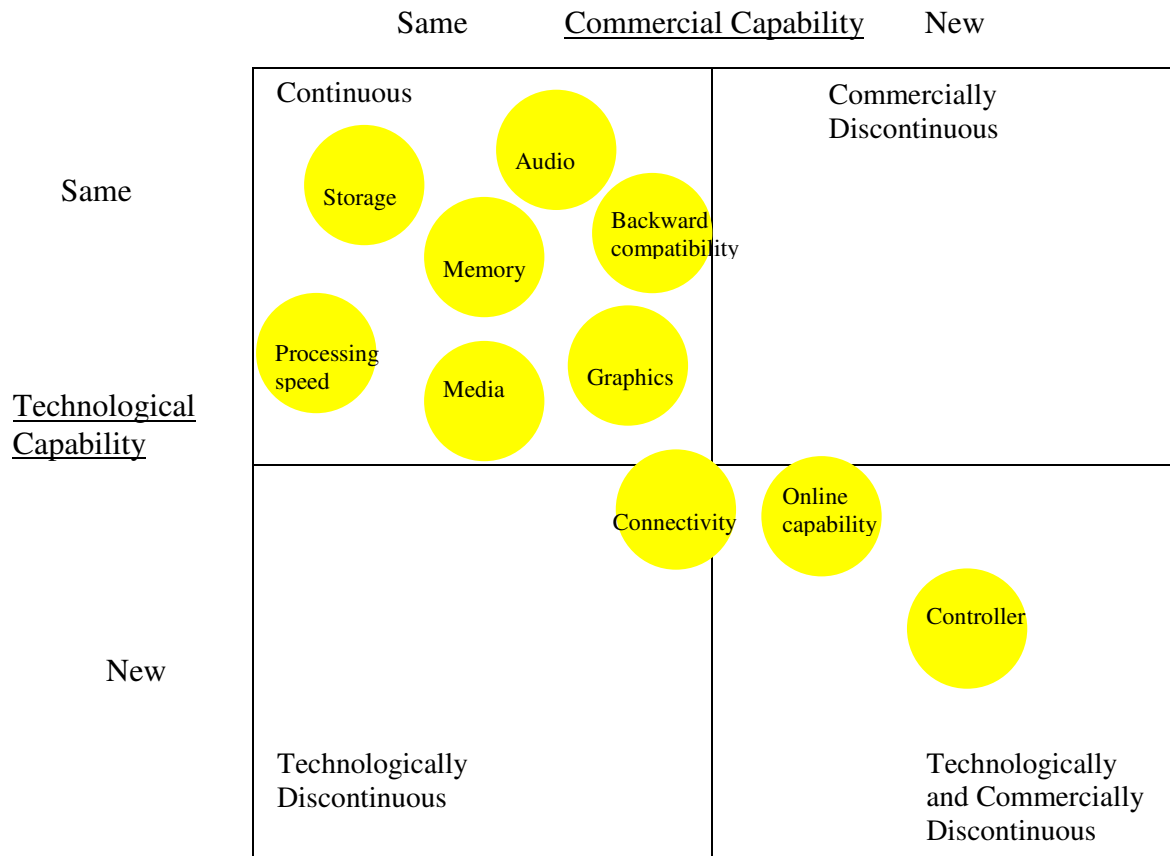 Same Commercial Capability New
Continuous
Commercially
Discontinuous
Same
Audio
Storage
Backward
compatibility
Memory
Processing
speed
Media
Graphics
Technological
Capability
Online
capability
Connectivity
Controller
New
Technologically
Discontinuous
Technologically
and Commercially
Discontinuous